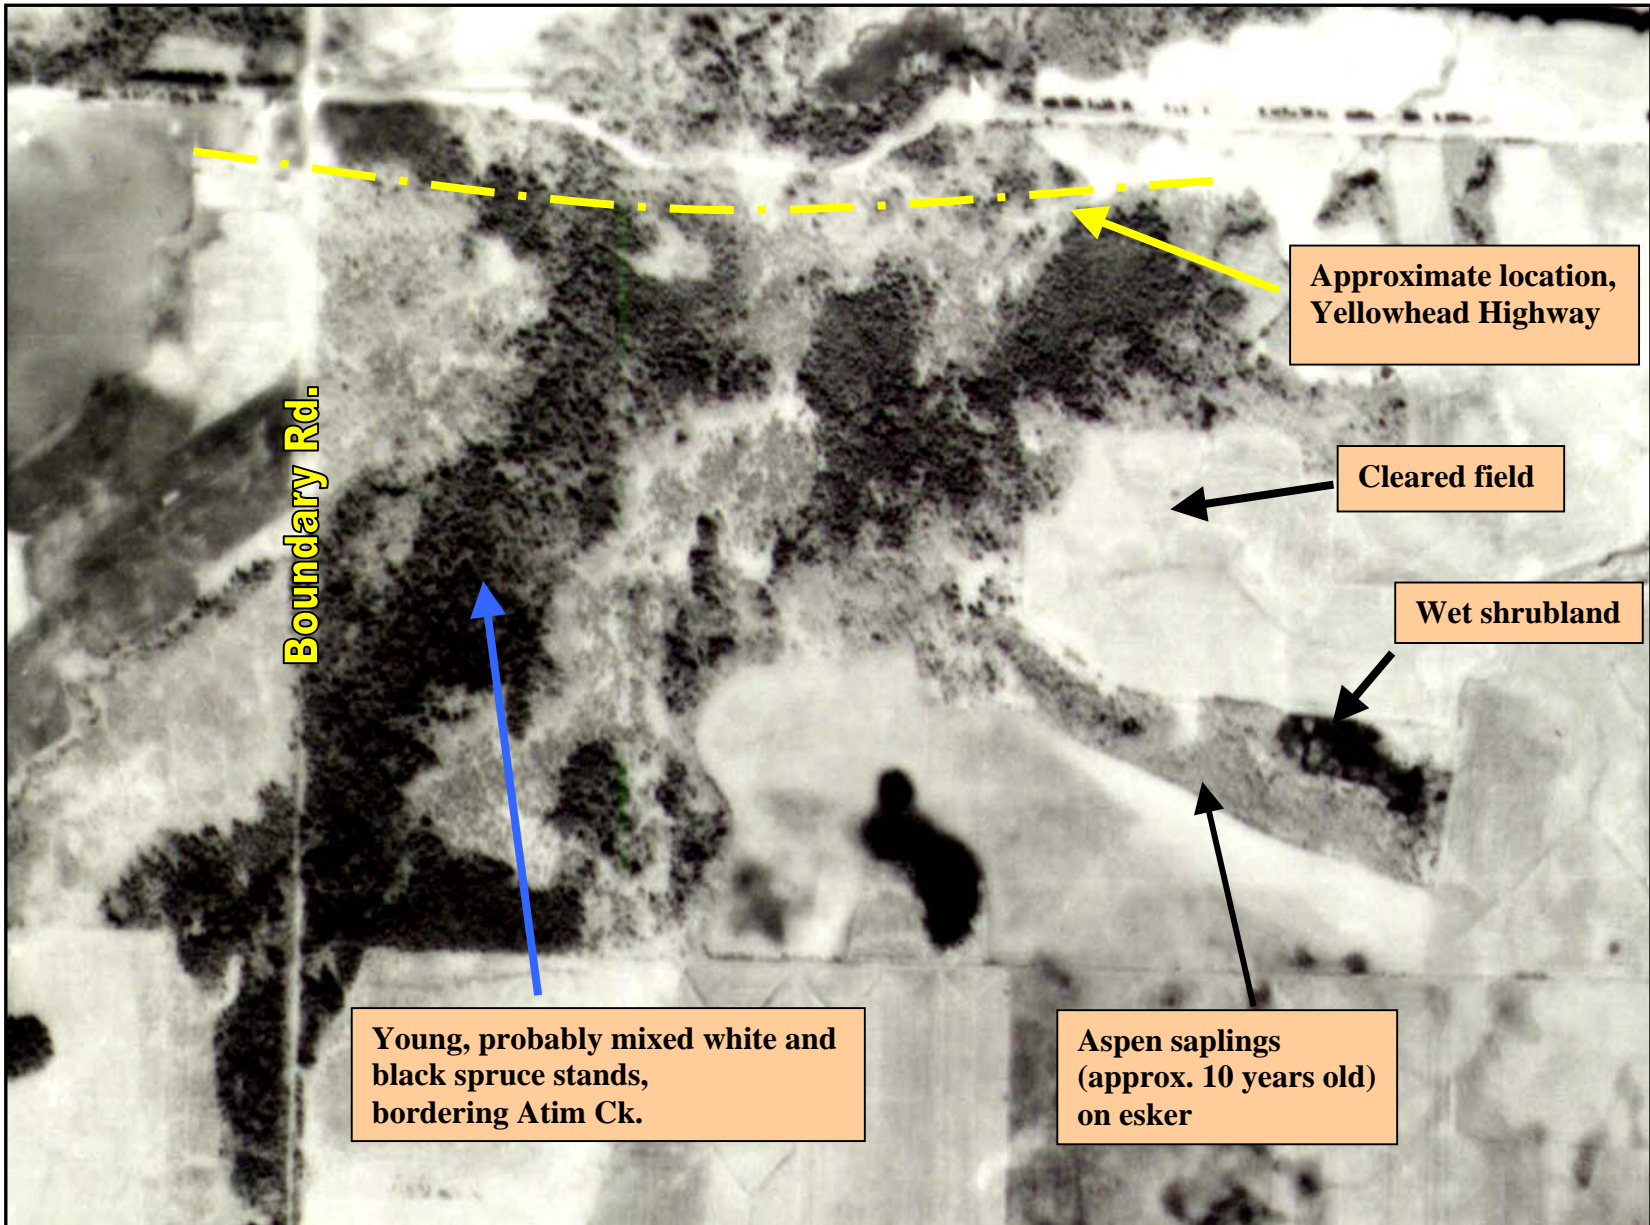 Approximate location,
Yellowhead Highway
Boundary Rd.
Cleared field
Wet shrubland
Young, probably mixed white and
black spruce stands,
bordering Atim Ck.
Aspen saplings
(approx. 10 years old)
on esker